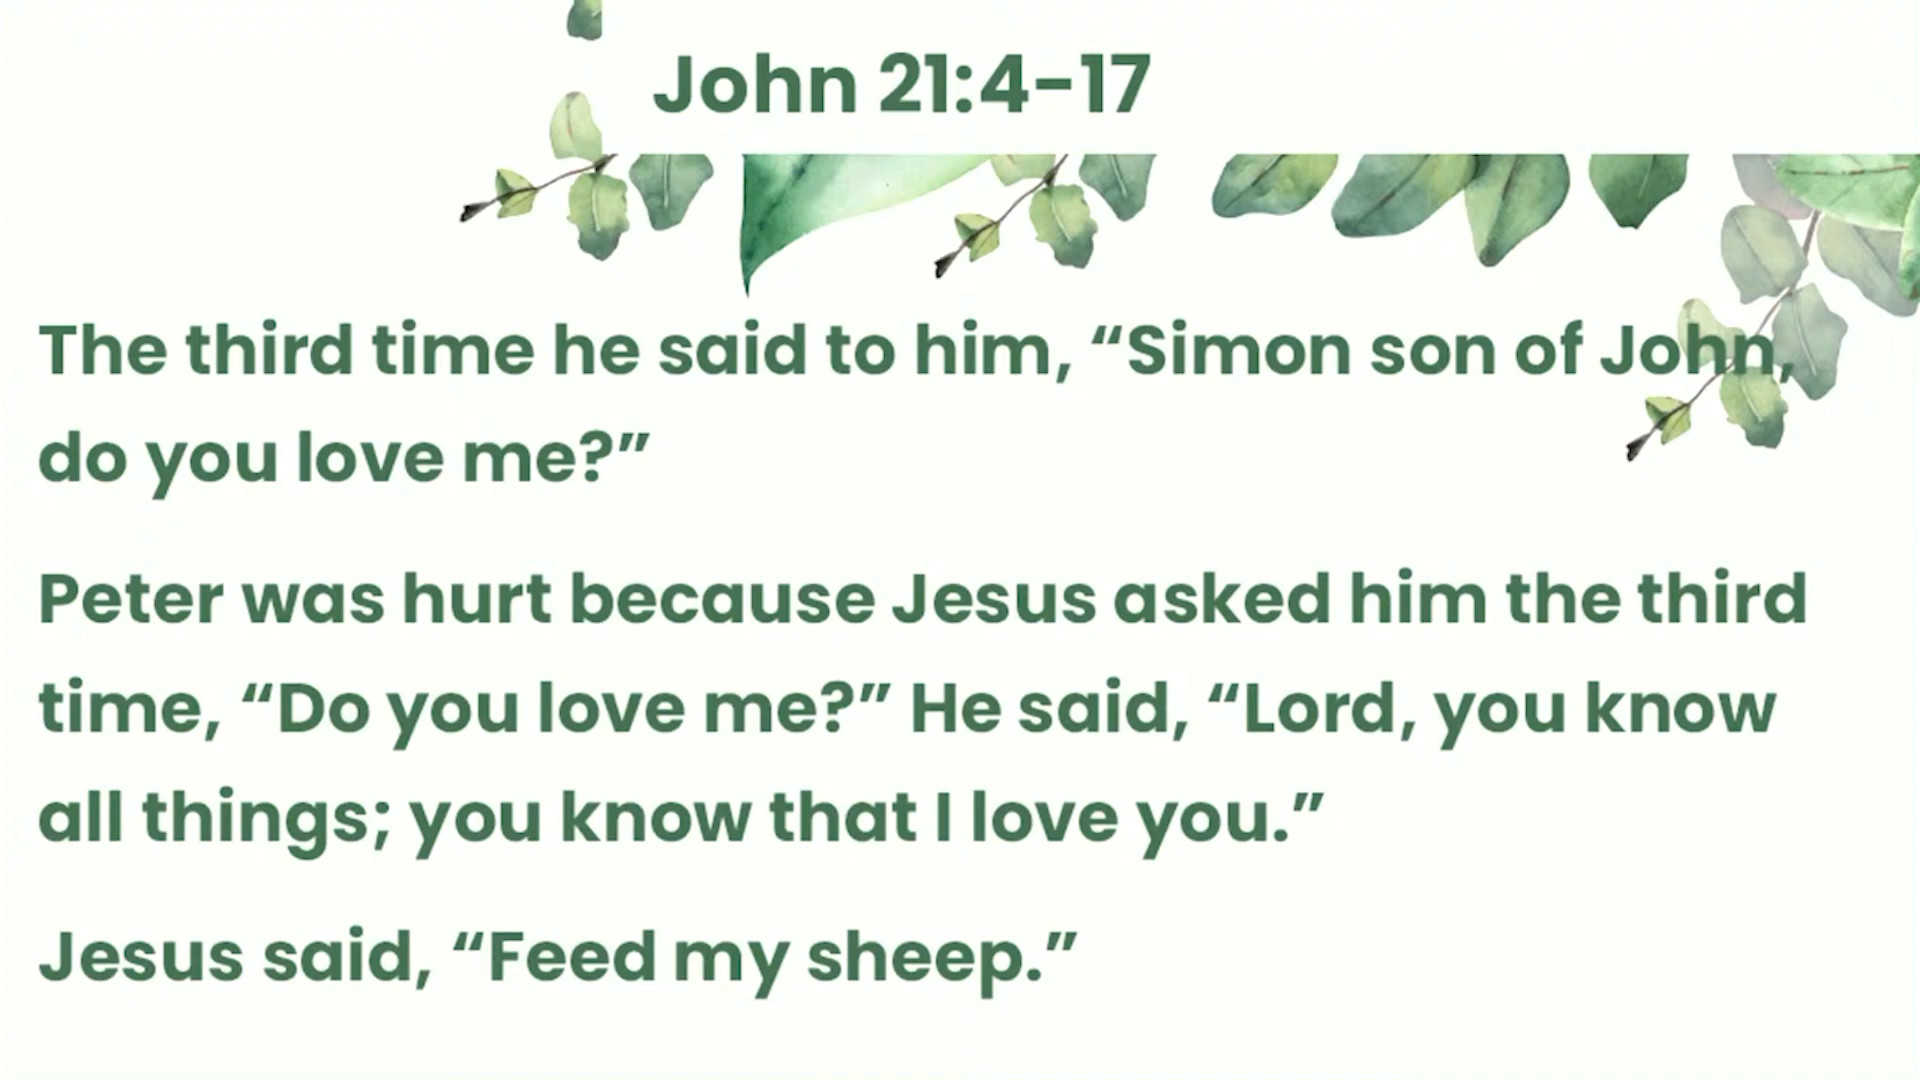 John 21:4-17
The third time he said to him, “Simon son of John,
do you love me?”
Peter was hurt because Jesus asked him the third
time, “Do you love me?” He said, “Lord, you know
all things; you know that I love you.”
Jesus said, “Feed my sheep.”